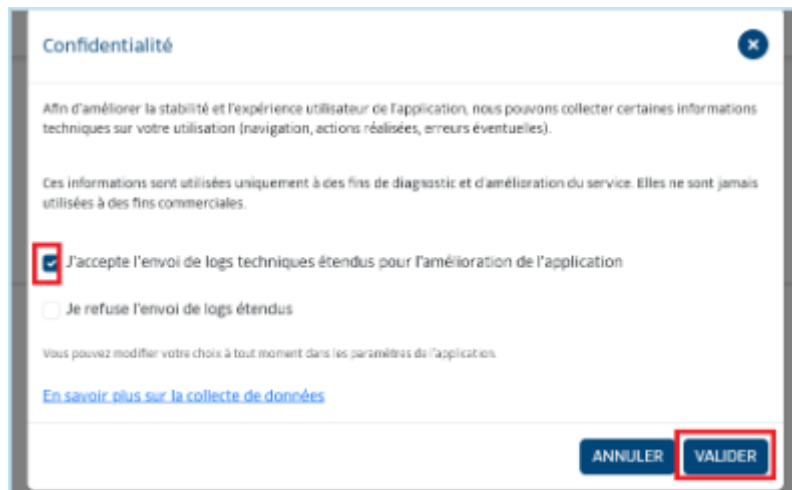 Confidentialité
Afin d'améliorer la stabilité et l'expérience utilisateur de l'application, nous pouvons collecter certaines informations
techniques sur votre utilisation (navigation, actions réalisées, erreurs éventuelles).
Ces informations sont utilisées uniquement à des fins de diagnostic et d'amélioration du service. Elles ne sont jamais
utilisées à des fins commerciales.
J'accepte l'envoi de logs techniques étendus pour l'amélioration de l'application
Je refuse l'envoi de logs étendus
Vous pouvez modifier votre choix à tout moment dans les paramètres de l'application.
En savoir plus sur la collecte de données
ANNULER VALIDER